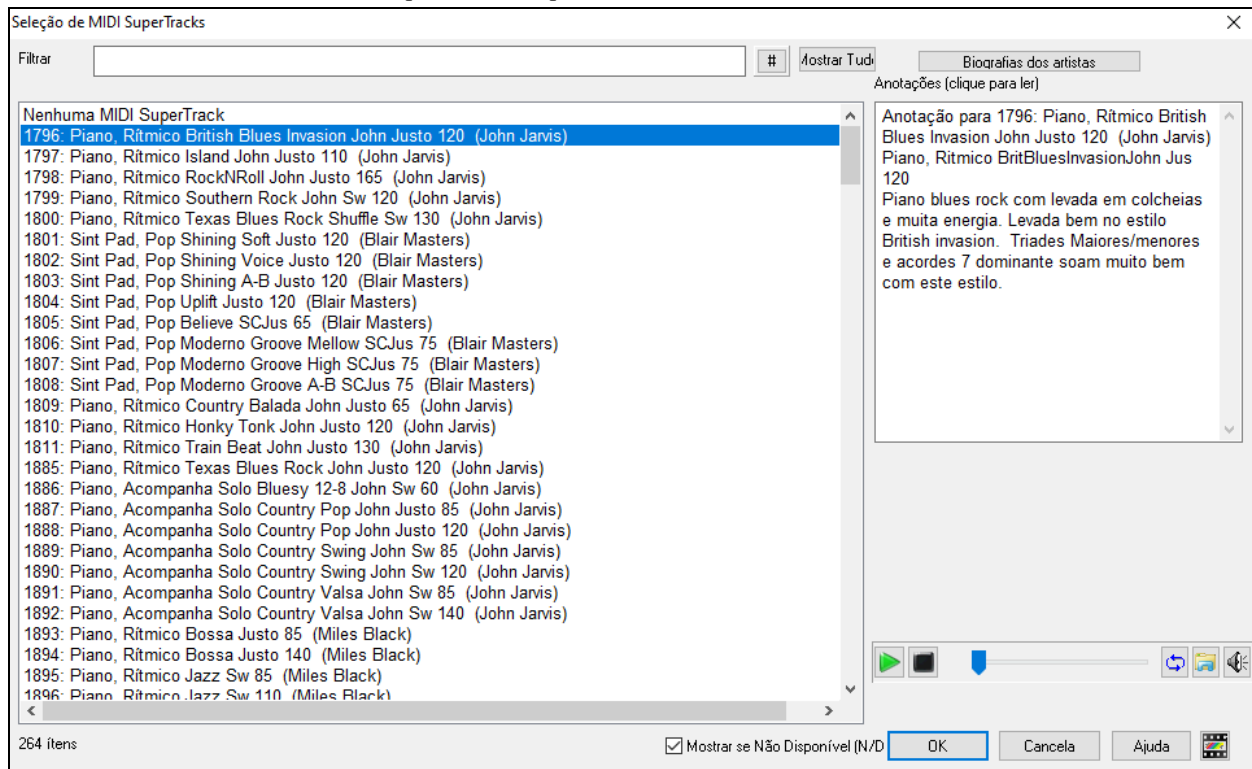 Seleção de MIDI SuperTracks
Filtrar
#
Mostrar Tudo
Biografias dos artistas
Anotações (clique para ler)
Nenhuma MIDI SuperTrack
1796: Piano, Rítmico British Blues Invasion John Justo 120 (John Jarvis)
1797: Piano, Rítmico Island John Justo 110 (John Jarvis)
1798: Piano, Rítmico RockNRoll John Justo 165 (John Jarvis)
1799: Piano, Rítmico Southern Rock John Sw 120 (John Jarvis)
1800: Piano, Rítmico Texas Blues Rock Shuffle Sw 130 (John Jarvis)
1801: Sint Pad, Pop Shining Soft Justo 120 (Blair Masters)
1802: Sint Pad, Pop Shining Voice Justo 120 (Blair Masters)
1803: Sint Pad, Pop Shining A-B Justo 120 (Blair Masters)
1804: Sint Pad, Pop Uplift Justo 120 (Blair Masters)
1805: Sint Pad, Pop Believe SCJus 65 (Blair Masters)
1806: Sint Pad, Pop Moderno Groove Mellow SCJus 75 (Blair Masters)
1807: Sint Pad, Pop Moderno Groove High SCJus 75 (Blair Masters)
1808: Sint Pad, Pop Moderno Groove A-B SCJus 75 (Blair Masters)
1809: Piano, Rítmico Country Balada John Justo 65 (John Jarvis)
1810: Piano, Rítmico Honky Tonk John Justo 120 (John Jarvis)
1811: Piano, Rítmico Train Beat John Justo 130 (John Jarvis)
1885: Piano, Rítmico Texas Blues Rock John Justo 120 (John Jarvis)
1886: Piano, Acompanha Solo Bluesy 12-8 John Sw 60 (John Jarvis)
1887: Piano, Acompanha Solo Country Pop John Justo 85 (John Jarvis)
1888: Piano, Acompanha Solo Country Pop John Justo 120 (John Jarvis)
1889: Piano, Acompanha Solo Country Swing John Sw 85 (John Jarvis)
1890: Piano, Acompanha Solo Country Swing John Sw 120 (John Jarvis)
1891: Piano, Acompanha Solo Country Valsa John Sw 85 (John Jarvis)
1892: Piano, Acompanha Solo Country Valsa John Sw 140 (John Jarvis)
1893: Piano, Rítmico Bossa Justo 85 (Miles Black)
1894: Piano, Rítmico Bossa Justo 140 (Miles Black)
1895: Piano, Rítmico Jazz Sw 85 (Miles Black)
1896: Piano, Rítmico Jazz Sw 110 (Miles Black)
Anotação para 1796: Piano, Rítmico British
Blues Invasion John Justo 120 (John Jarvis)
Piano, Ritmico BritBluesInvasionJohn Jus
120
Piano blues rock com levada em colcheias
e muita energia. Levada bem no estilo
British invasion. Triades Maiores/menores
e acordes 7 dominante soam muito bem
com este estilo.
264 ítens
Mostrar se Não Disponível (N/D
OK
Cancela
Ajuda